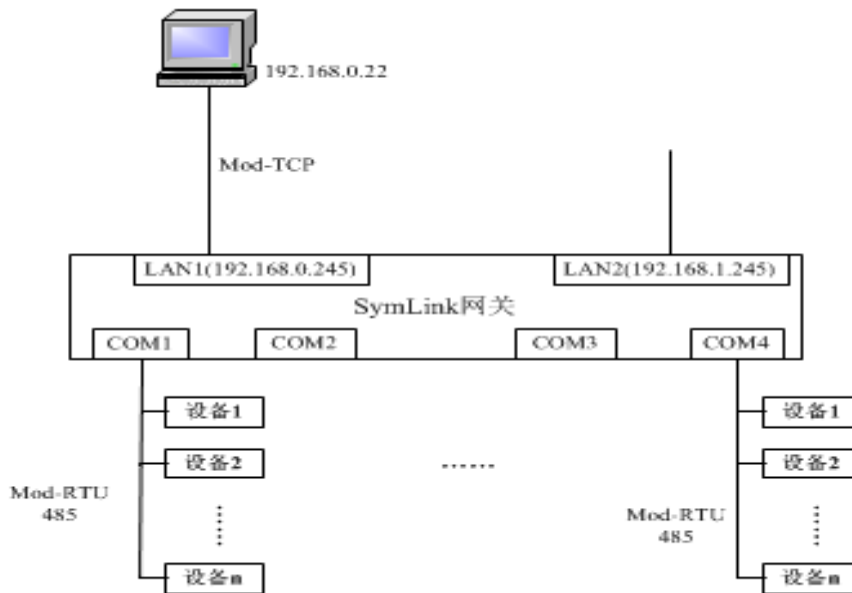 192.168.0.22
Mod-TCP
LAN1(192.168.0.245)
LAN2(192.168.1.245)
SymLink网关
COM1
COM2
COM3
COM4
设备1
设备1
设备2
......
设备2
Mod-RTU
485
Mod-RTU
485
设备n
设备n